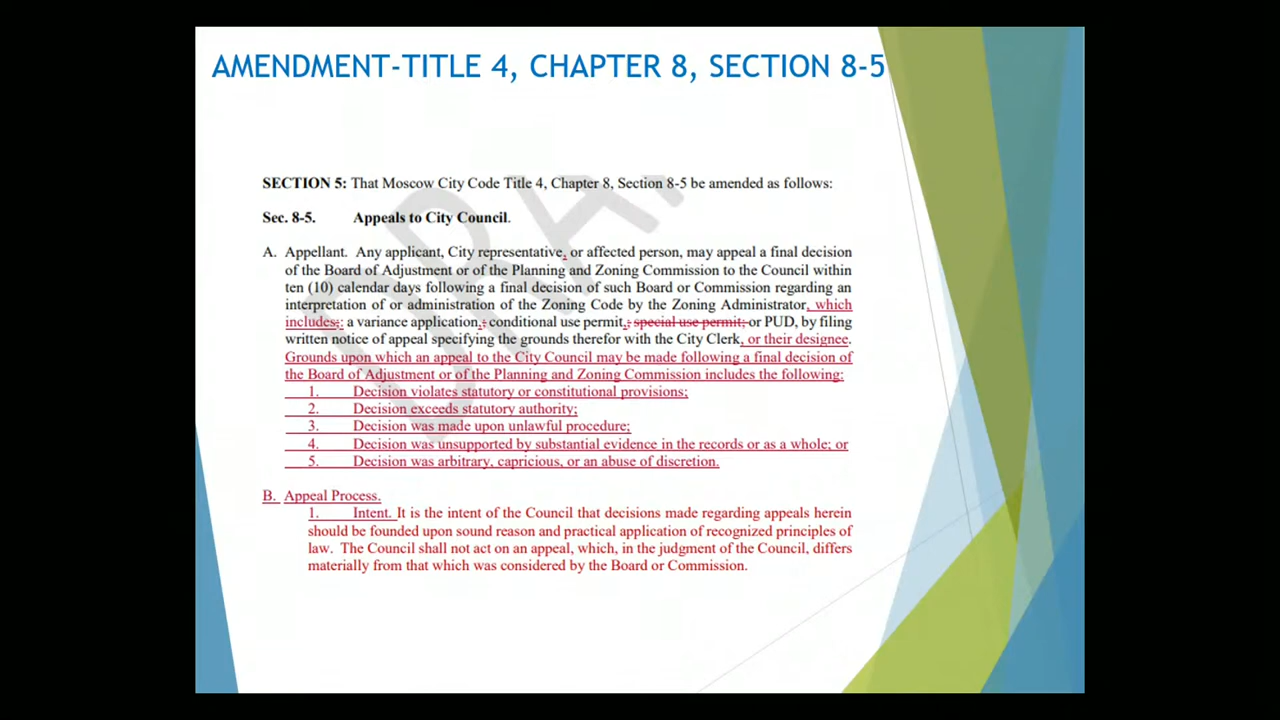 AMENDMENT-TITLE 4, CHAPTER 8, SECTION 8-5
SECTION 5: That Moscow City Code Title 4, Chapter 8, Section 8-5 be amended as follows:
Sec. 8-5. Appeals to City Council.
A. Appellant. Any applicant, City representative, or affected person, may appeal a final decision
of the Board of Adjustment or of the Planning and Zoning Commission to the Council within
ten (10) calendar days following a final decision of such Board or Commission regarding an
interpretation of or administration of the Zoning Code by the Zoning Administrator, which
includes;: a variance application,; conditional use permit,; special use permit; or PUD, by filing
written notice of appeal specifying the grounds therefor with the City Clerk, or their designee.
Grounds upon which an appeal to the City Council may be made following a final decision of
the Board of Adjustment or of the Planning and Zoning Commission includes the following:
1. Decision violates statutory or constitutional provisions;
2. Decision exceeds statutory authority;
3. Decision was made upon unlawful procedure;
4. Decision was unsupported by substantial evidence in the records or as a whole; or
5. Decision was arbitrary, capricious, or an abuse of discretion.
B. Appeal Process.
1. Intent. It is the intent of the Council that decisions made regarding appeals herein
should be founded upon sound reason and practical application of recognized principles of
law. The Council shall not act on an appeal, which, in the judgment of the Council, differs
materially from that which was considered by the Board or Commission.